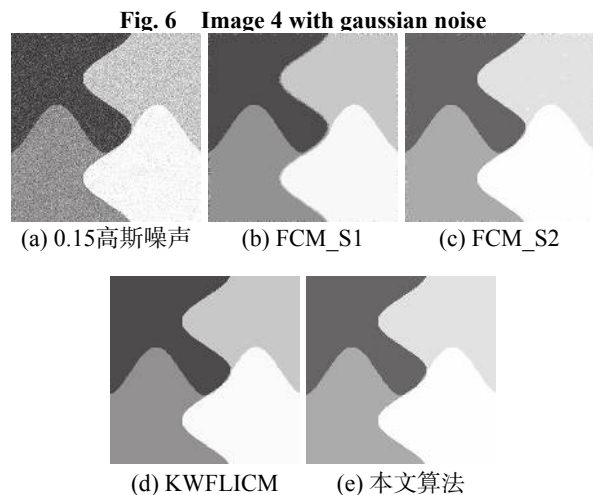 Fig. 6 Image 4 with gaussian noise
(a) 0.15高斯噪声 (b) FCM_S1 (c) FCM_S2
(d) KWFLICM (e) 本文算法